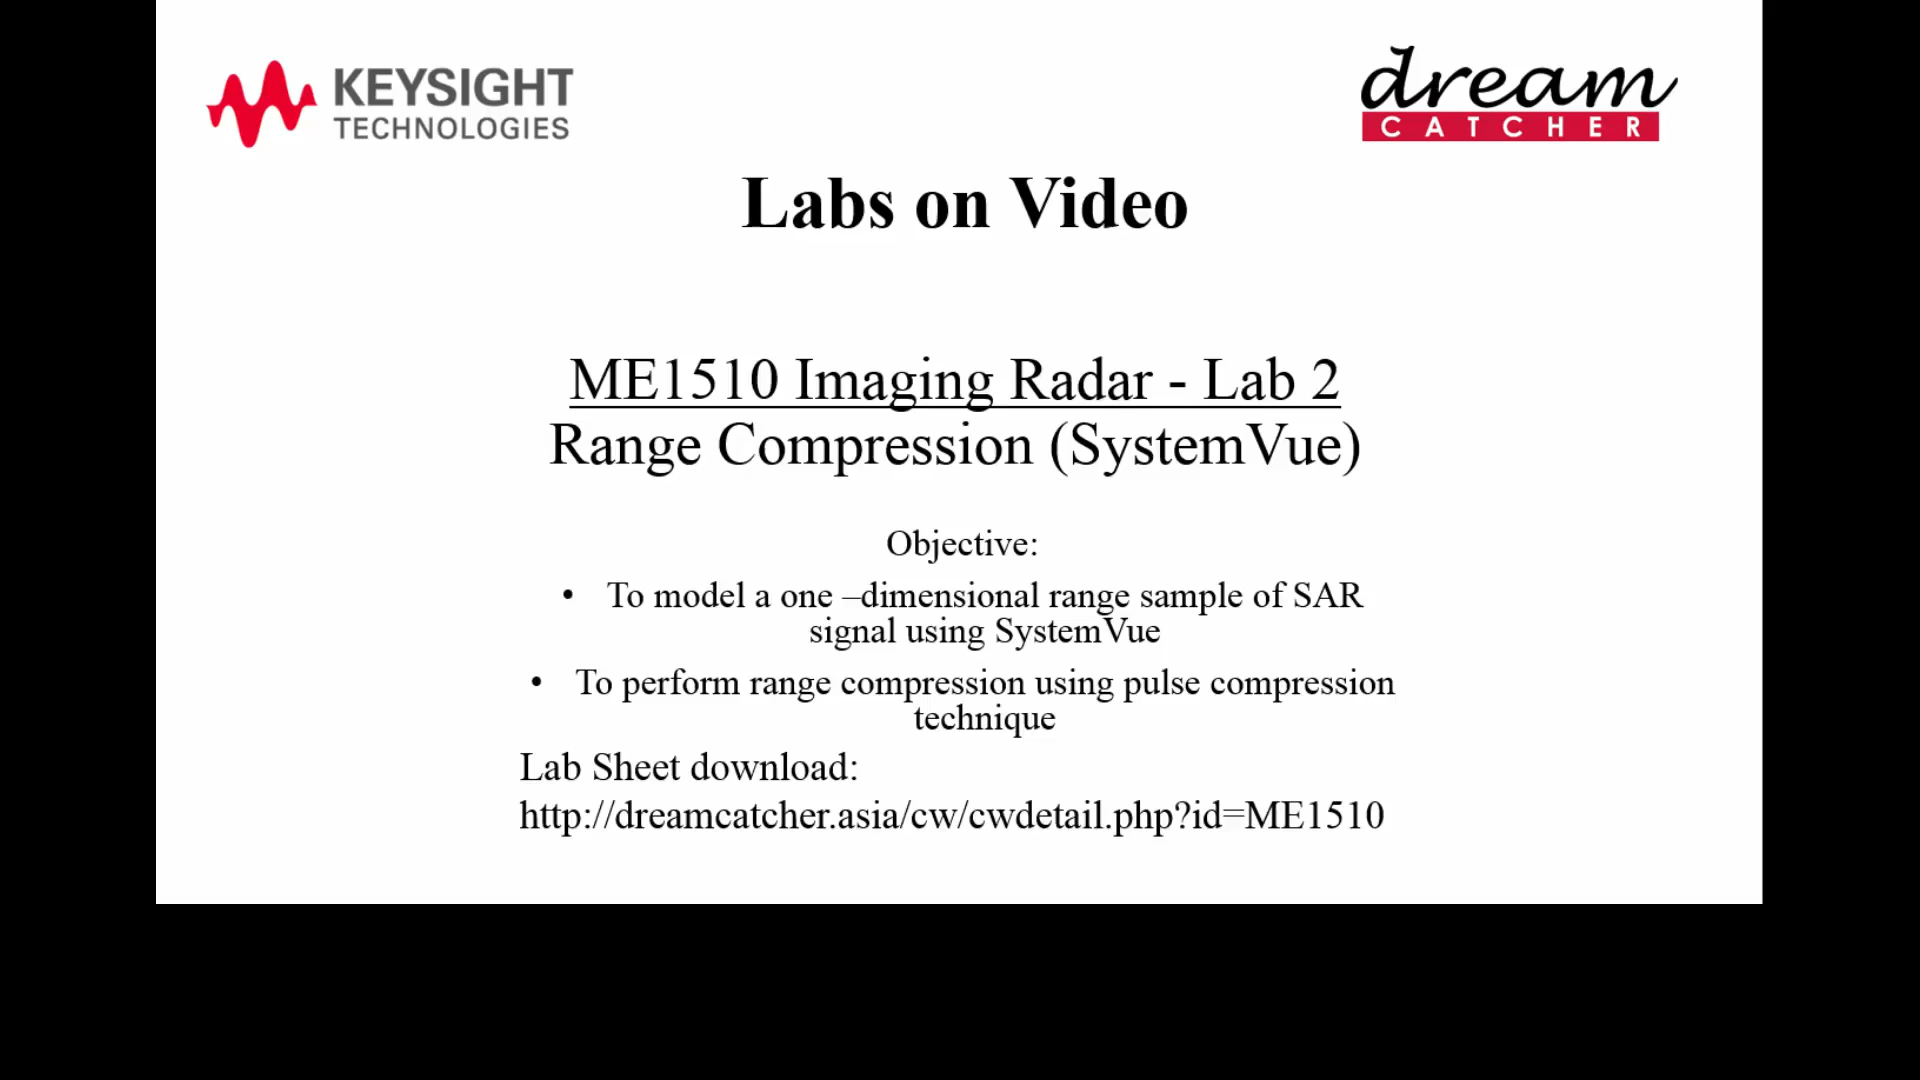 KEYSIGHT
TECHNOLOGIES
dream
CATCHER
Labs on Video
ME1510 Imaging Radar - Lab 2
Range Compression (SystemVue)
Objective:
• To model a one –dimensional range sample of SAR
signal using SystemVue
• To perform range compression using pulse compression
technique
Lab Sheet download:
http://dreamcatcher.asia/cw/cwdetail.php?id=ME1510